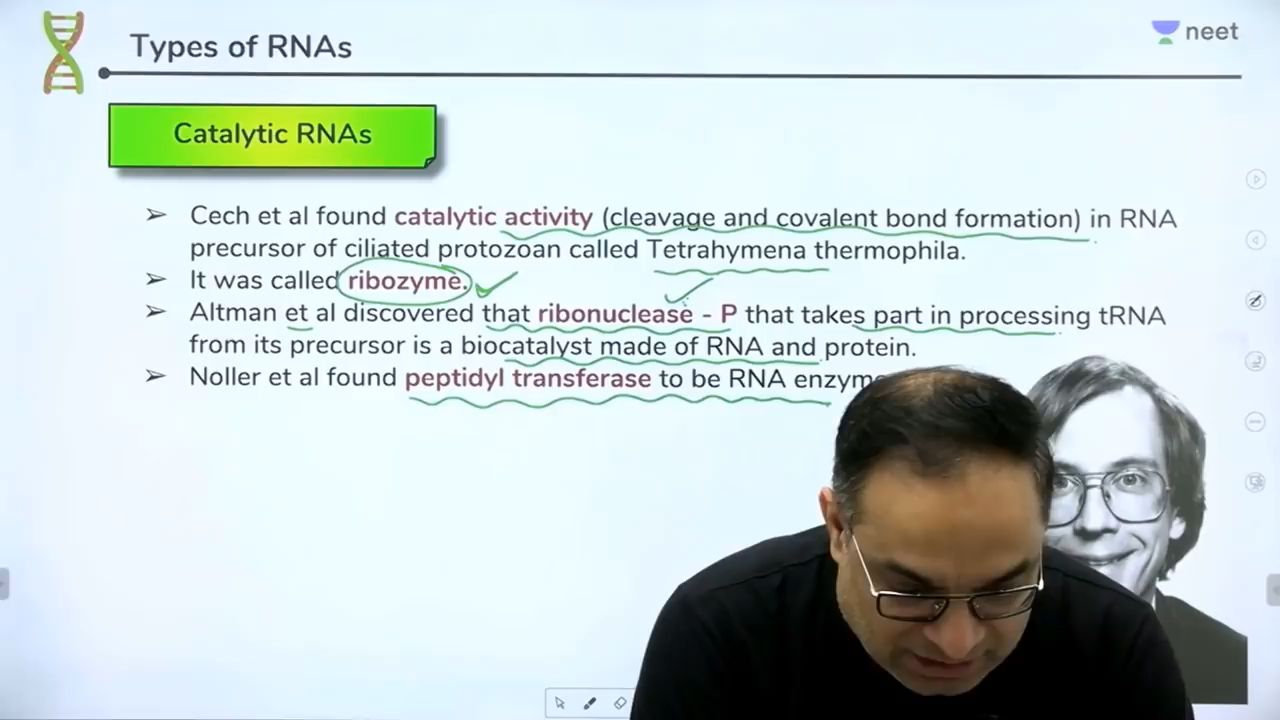 Types of RNAs
neet
Catalytic RNAs
➢ Cech et al found catalytic activity (cleavage and covalent bond formation) in RNA
precursor of ciliated protozoan called Tetrahymena thermophila.
➢ It was called ribozyme.
➢ Altman et al discovered that ribonuclease - P that takes part in processing tRNA
from its precursor is a biocatalyst made of RNA and protein.
➢ Noller et al found peptidyl transferase to be RNA